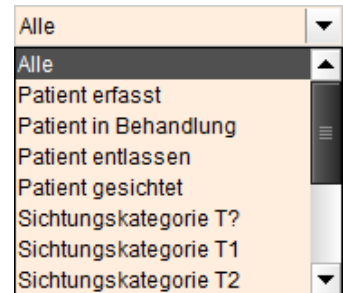 Alle
Alle
Patient erfasst
Patient in Behandlung
Patient entlassen
Patient gesichtet
Sichtungskategorie T?
Sichtungskategorie T1
Sichtungskategorie T2